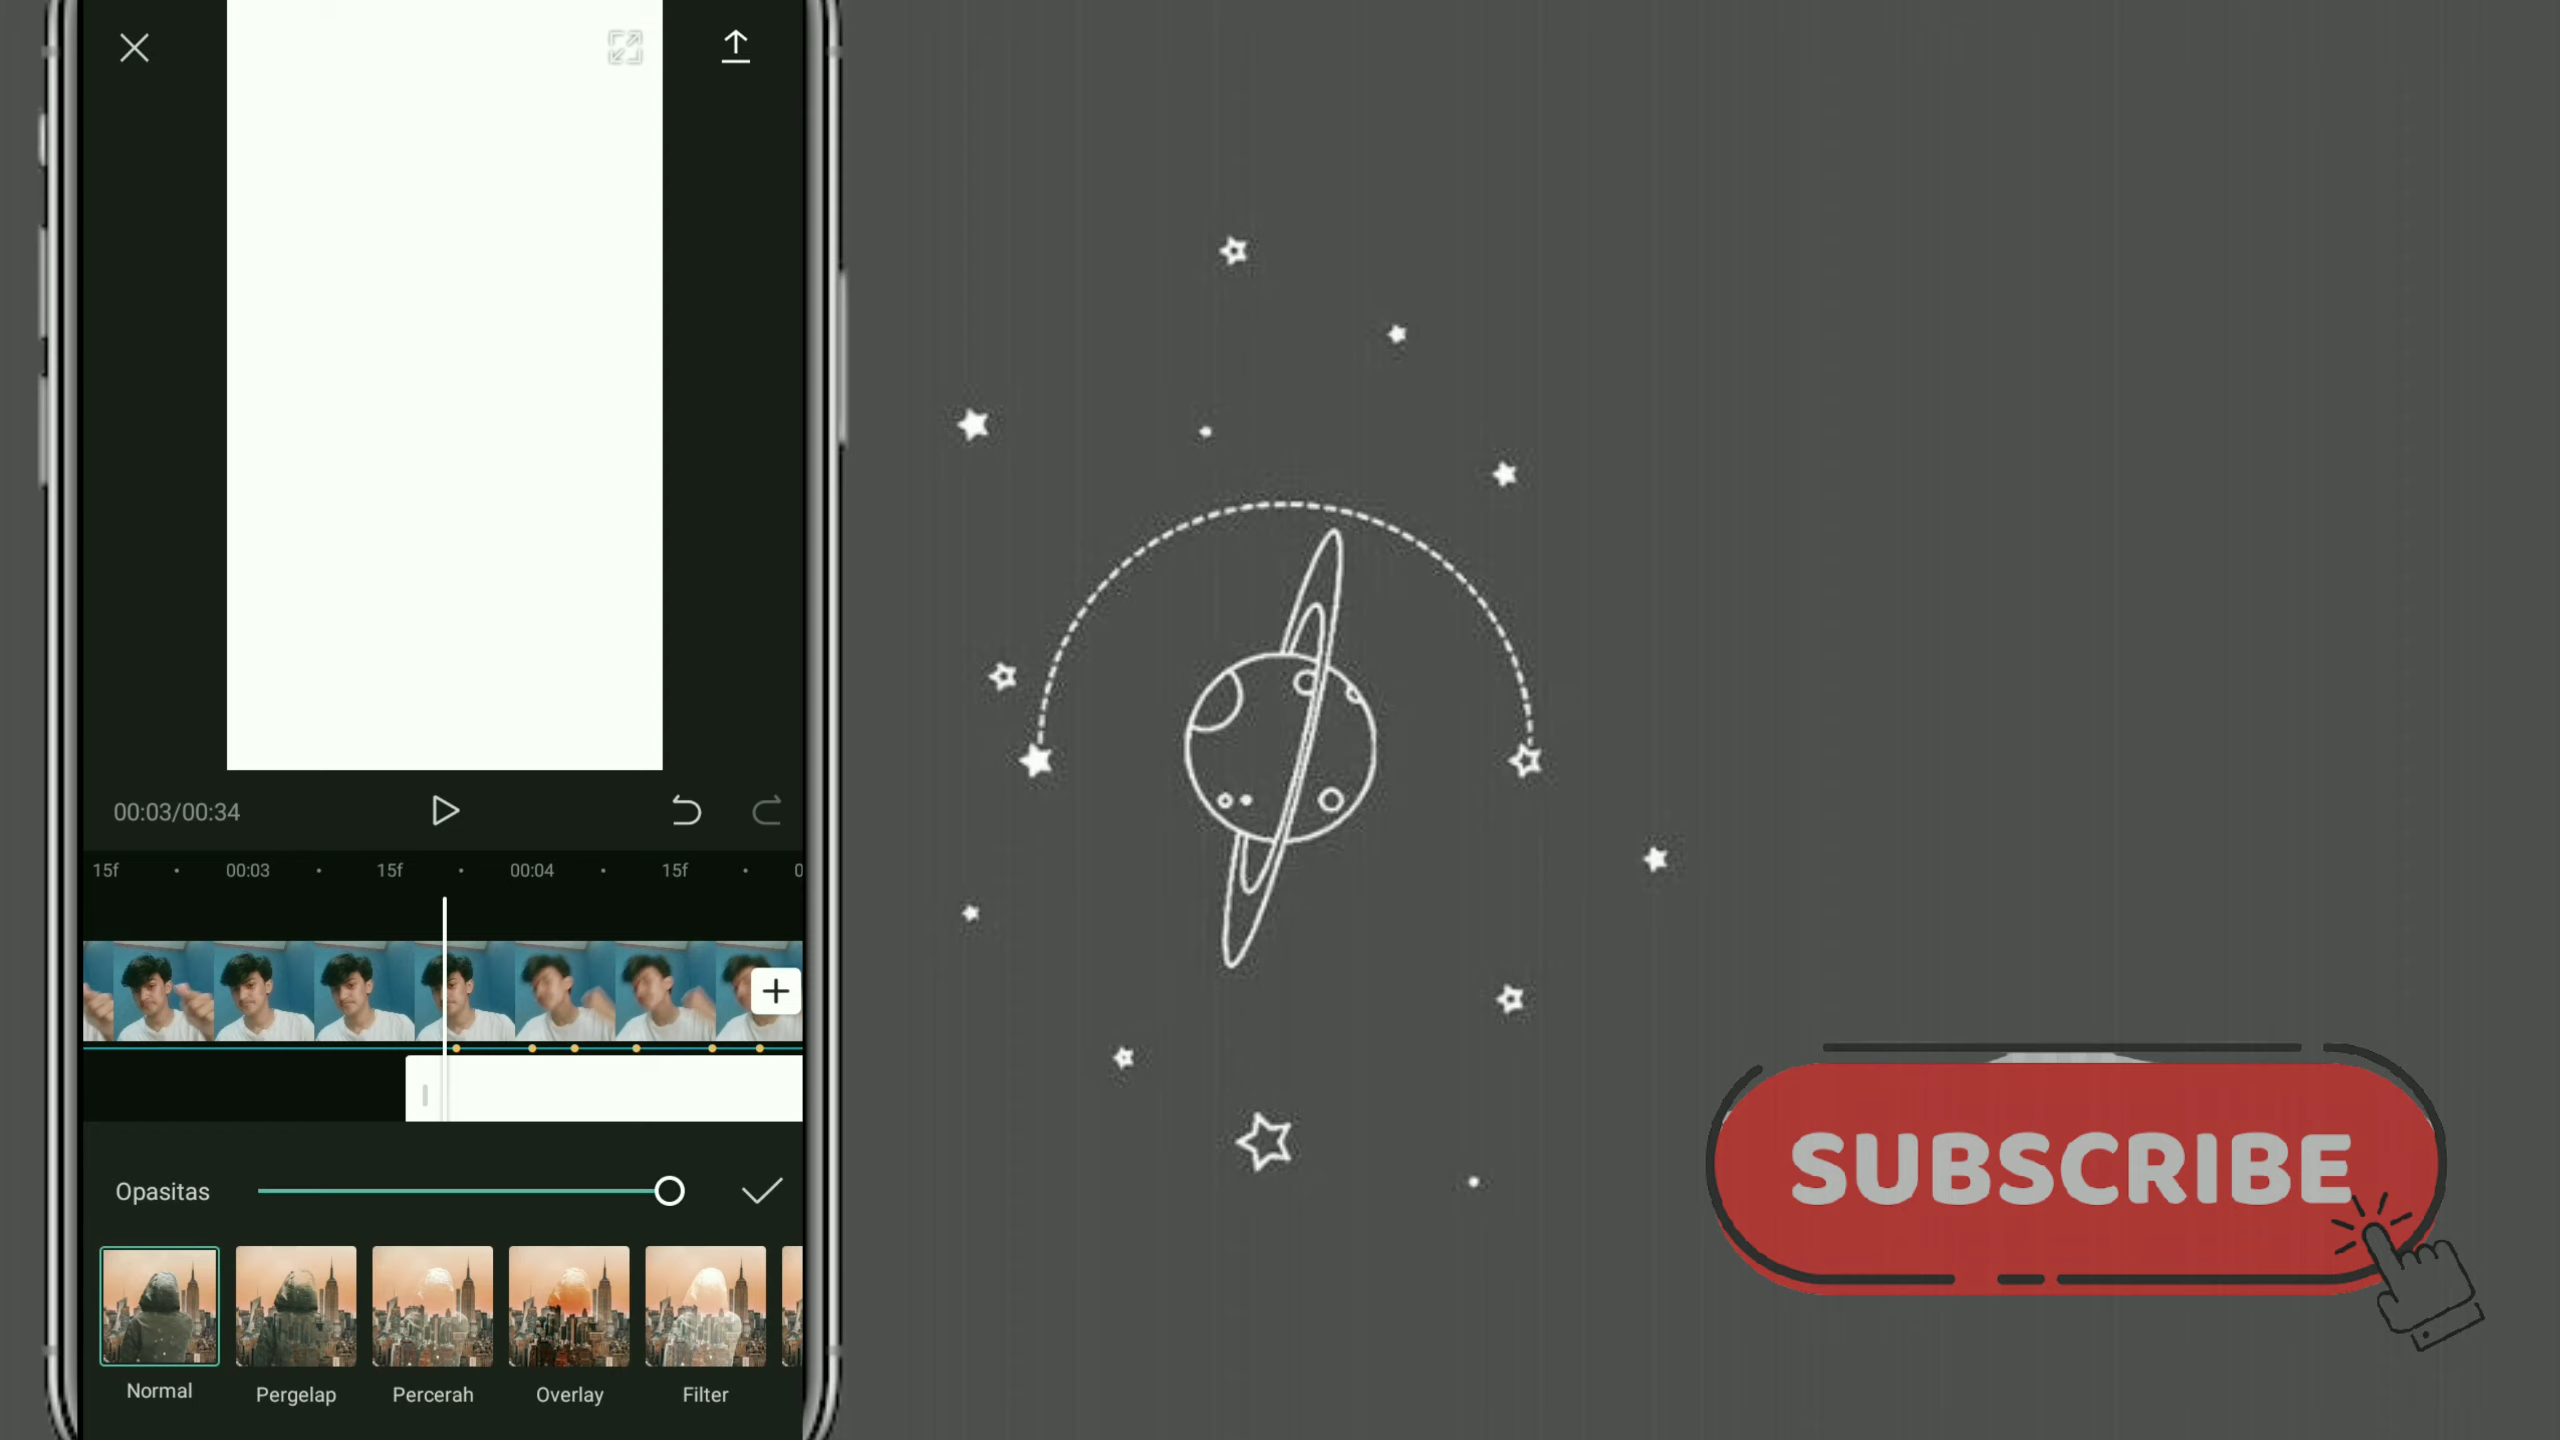 00:03/00:34
15f 00:03 15f 00:04 15f
Opasitas
Normal Pergelap Percerah Overlay Filter
SUBSCRIBE